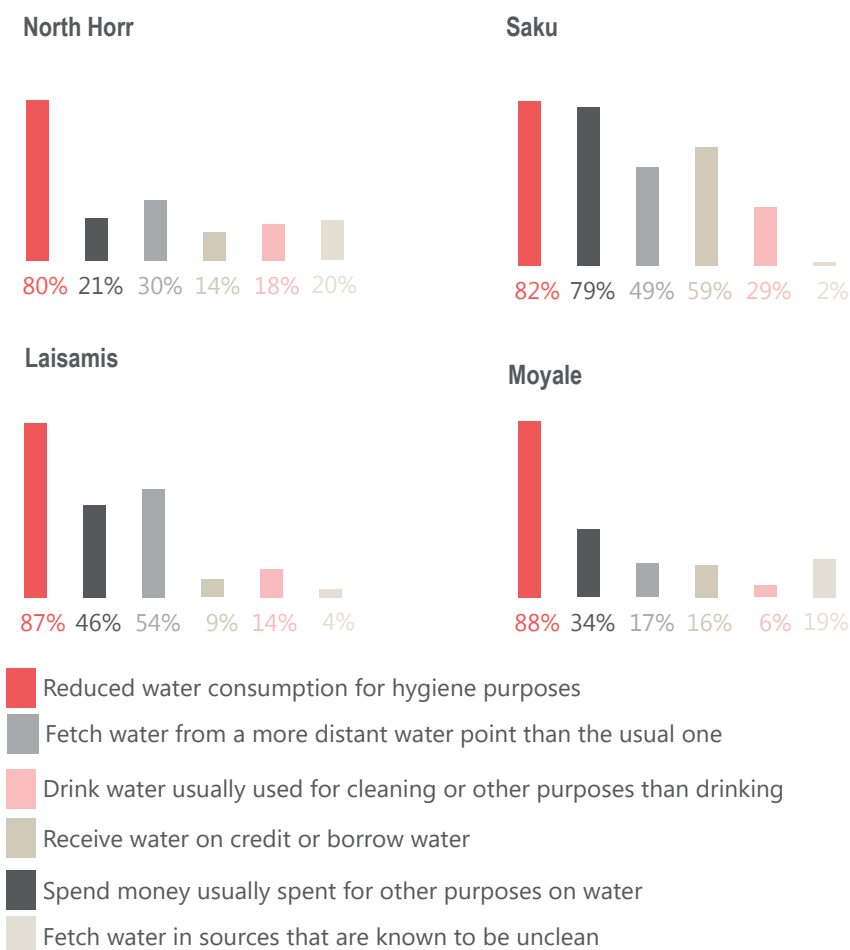 North Horr
80% 21% 30% 14% 18% 20%
Saku
82% 79% 49% 59% 29% 2%
Laisamis
87% 46% 54% 9% 14% 4%
Moyale
88% 34% 17% 16% 6% 19%
Reduced water consumption for hygiene purposes
Fetch water from a more distant water point than the usual one
Drink water usually used for cleaning or other purposes than drinking
Receive water on credit or borrow water
Spend money usually spent for other purposes on water
Fetch water in sources that are known to be unclean